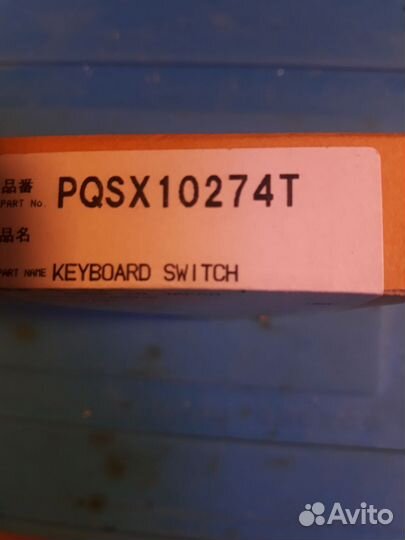 品番
PART No. PQSX10274T
品名
PART NAME KEYBOARD SWITCH
Avito